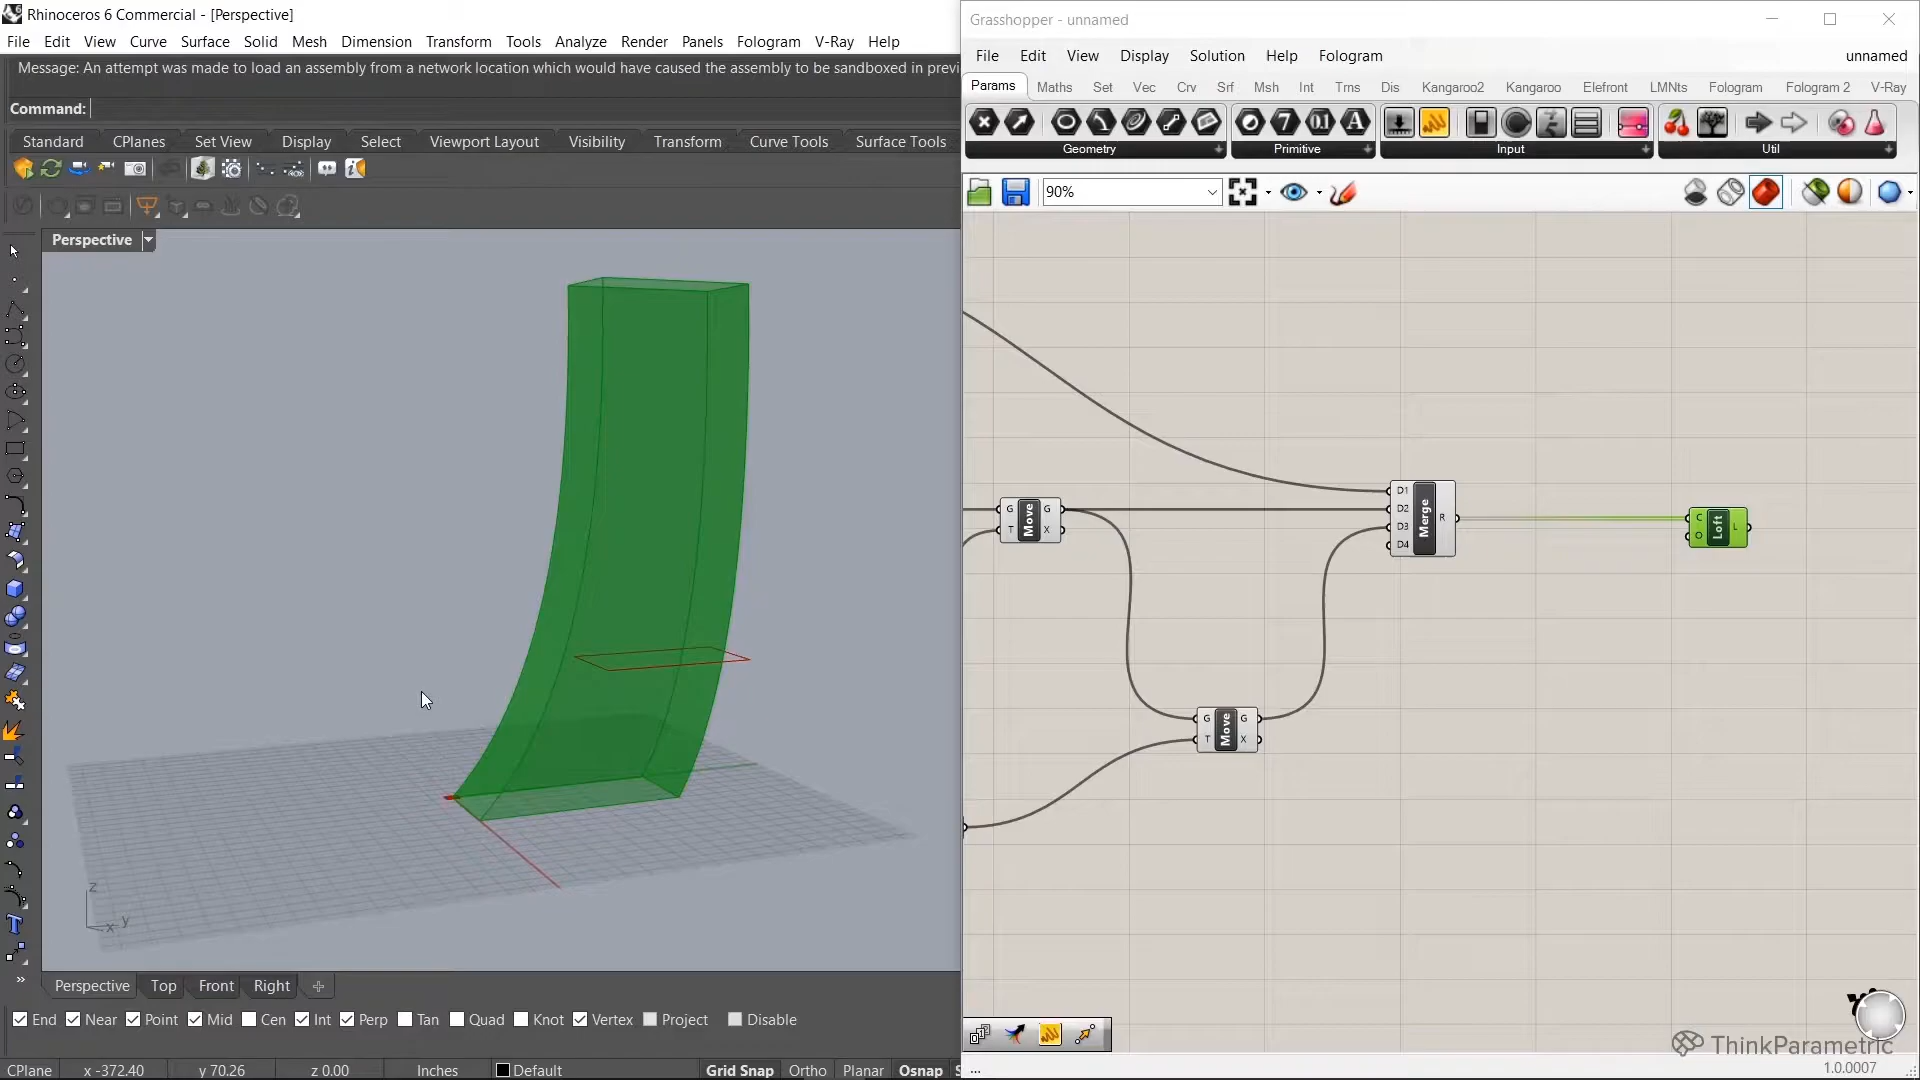 Rhinoceros 6 Commercial - [Perspective]
File Edit View Curve Surface Solid Mesh Dimension Transform Tools Analyze Render Panels Fologram V-Ray Help
Message: An attempt was made to load an assembly from a network location which would have caused the assembly to be sandboxed in previ
Command:
Standard CPlanes Set View Display Select Viewport Layout Visibility Transform Curve Tools Surface Tools
Perspective
z
y
x
Perspective Top Front Right
End Near Point Mid Cen Int Perp Tan Quad Knot Vertex Project Disable
CPlane x -372.40 y 70.26 z 0.00 Inches Default Grid Snap Ortho Planar Osnap S
Grasshopper - unnamed
File Edit View Display Solution Help Fologram unnamed
Params Maths Set Vec Crv Srf Msh Int Trns Dis Kangaroo2 Kangaroo Elefront LMNts Fologram Fologram 2 V-Ray
Geometry Primitive Input Util
90%
G T Move G X
D1 D2 D3 D4 Merge R
C O Loft L
G T Move G X
ThinkParametric
...
1.0.0007